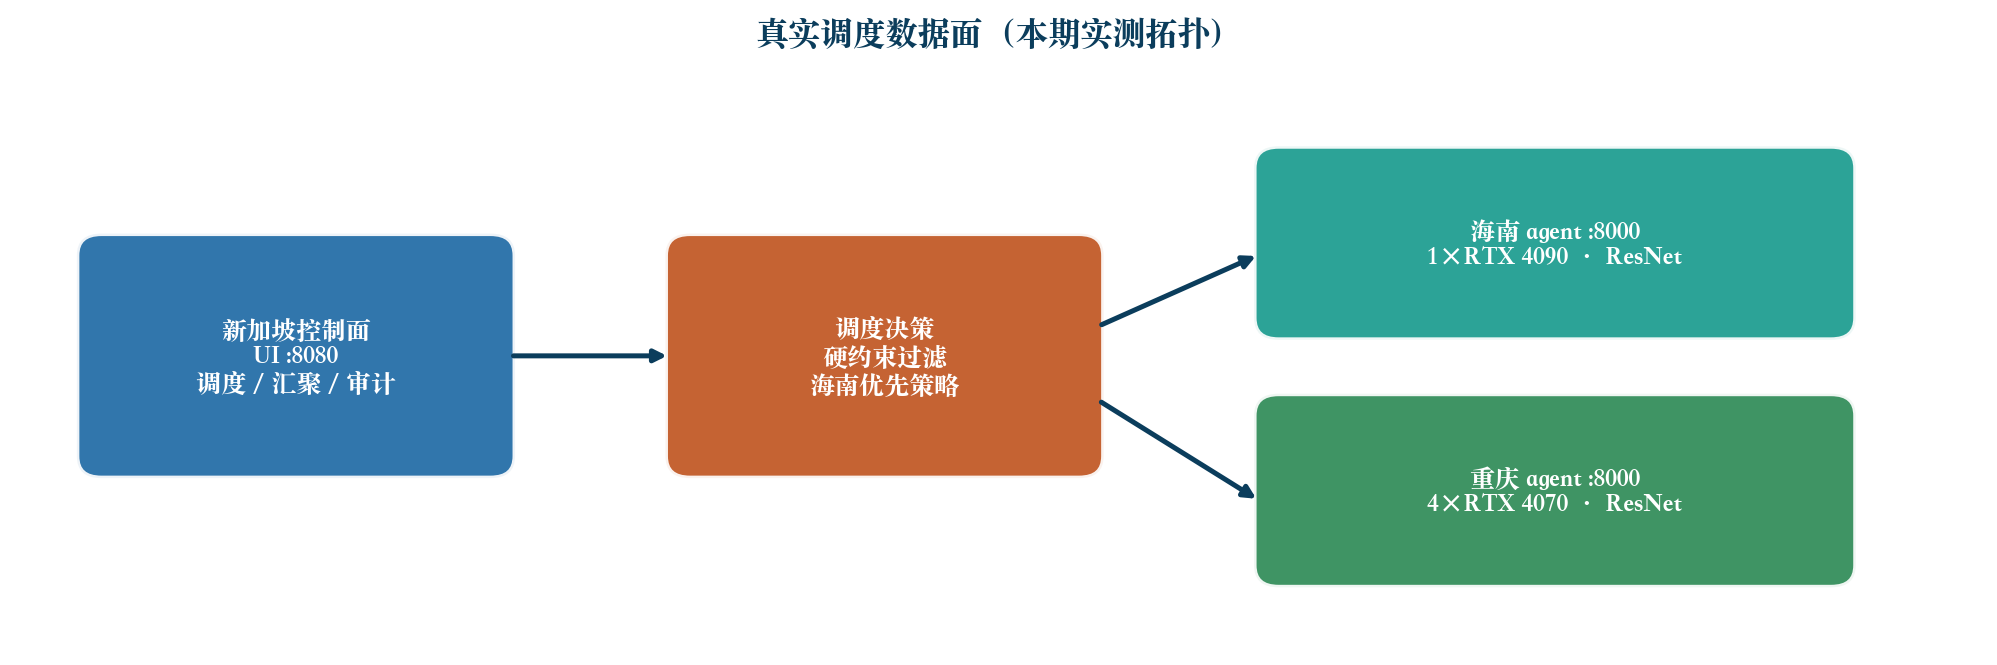 真实调度数据面（本期实测拓扑）
新加坡控制面
UI :8080
调度 / 汇聚 / 审计
调度决策
硬约束过滤
海南优先策略
海南 agent :8000
1×RTX 4090 · ResNet
重庆 agent :8000
4×RTX 4070 · ResNet